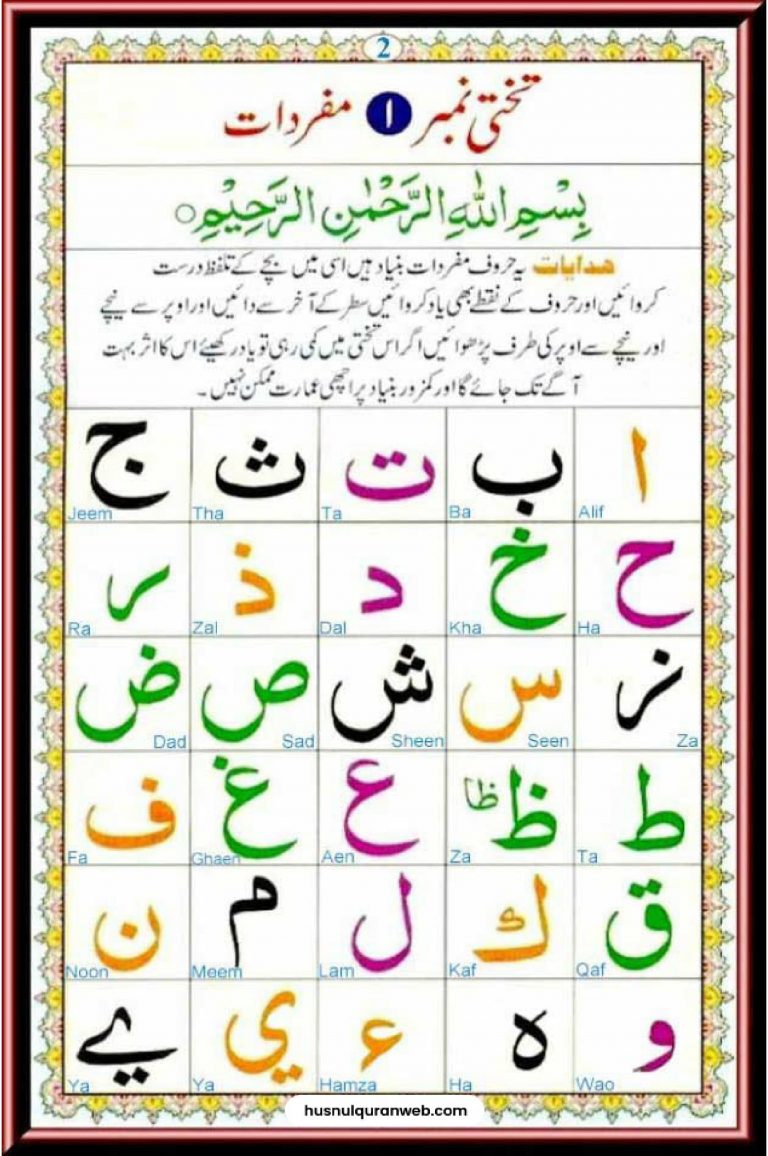 2
تختی نمبر ۱ مفردات
بِسْمِ اللهِ الرَّحْمٰنِ الرَّحِيْمِ○
ھدایات یہ حروف مفردات بنیاد ہیں اسی میں بچے کے تلفظ درست
کروائیں اور حروف کے نقطے بھی یاد کروائیں سطر کے آخر سے دائیں اور اوپر سے نیچے
اور نیچے سے اوپر کی طرف پڑھوائیں اگر اس تختی میں کمی رہی تو یاد رکھیئے اس کا اثر بہت
آگے تک جائے گا اور کمزور بنیاد پر اچھی عمارت ممکن نہیں۔
ا ب ت ث ج
Alif Ba Ta Tha Jeem
ح خ د ذ ر
Ha Kha Dal Zal Ra
ز س ش ص ض
Za Seen Sheen Sad Dad
ط ظ ظا ع غ ف
Ta Za Aen Ghaen Fa
ق ك ل م ن
Qaf Kaf Lam Meem Noon
و ہ ء ي ے
Wao Ha Hamza Ya Ya
husnulquranweb.com